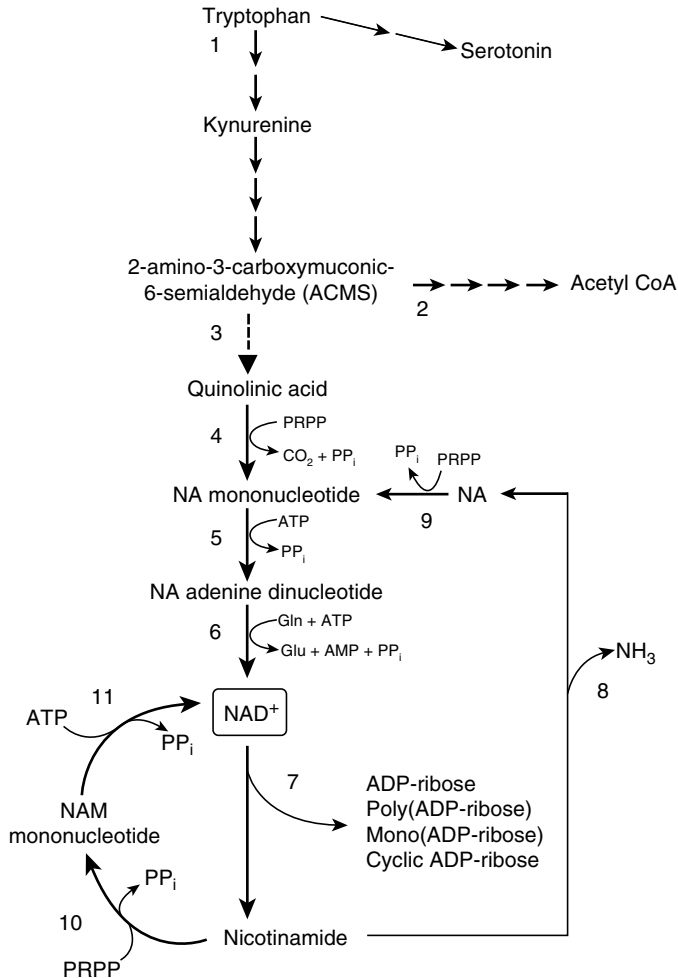 Tryptophan
1
Serotonin
Kynurenine
2-amino-3-carboxymuconic-
6-semialdehyde (ACMS)
Acetyl CoA
2
3
Quinolinic acid
PRPP
4
CO₂ + PPᵢ
PPᵢ
PRPP
NA mononucleotide
NA
9
ATP
5
PPᵢ
NA adenine dinucleotide
Gln + ATP
6
Glu + AMP + PPᵢ
NH₃
8
11
ATP
NAD⁺
PPᵢ
7
ADP-ribose
Poly(ADP-ribose)
Mono(ADP-ribose)
Cyclic ADP-ribose
NAM
mononucleotide
PPᵢ
10
Nicotinamide
PRPP